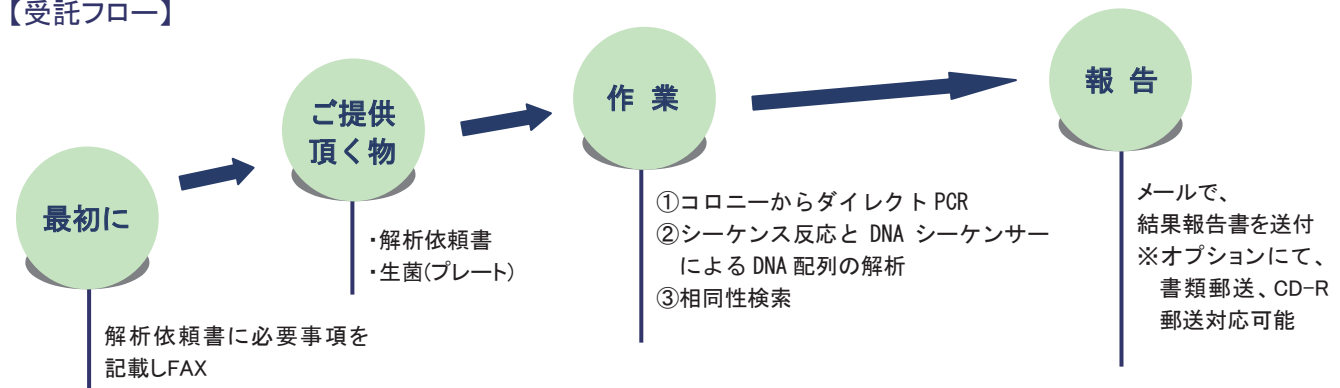 【受託フロー】
最初に
解析依頼書に必要事項を
記載しFAX
ご提供
頂く物
・解析依頼書
・生菌(プレート)
作 業
①コロニーからダイレクト PCR
②シーケンス反応と DNA シーケンサー
による DNA 配列の解析
③相同性検索
報 告
メールで、
結果報告書を送付
※オプションにて、
書類郵送、CD-R
郵送対応可能